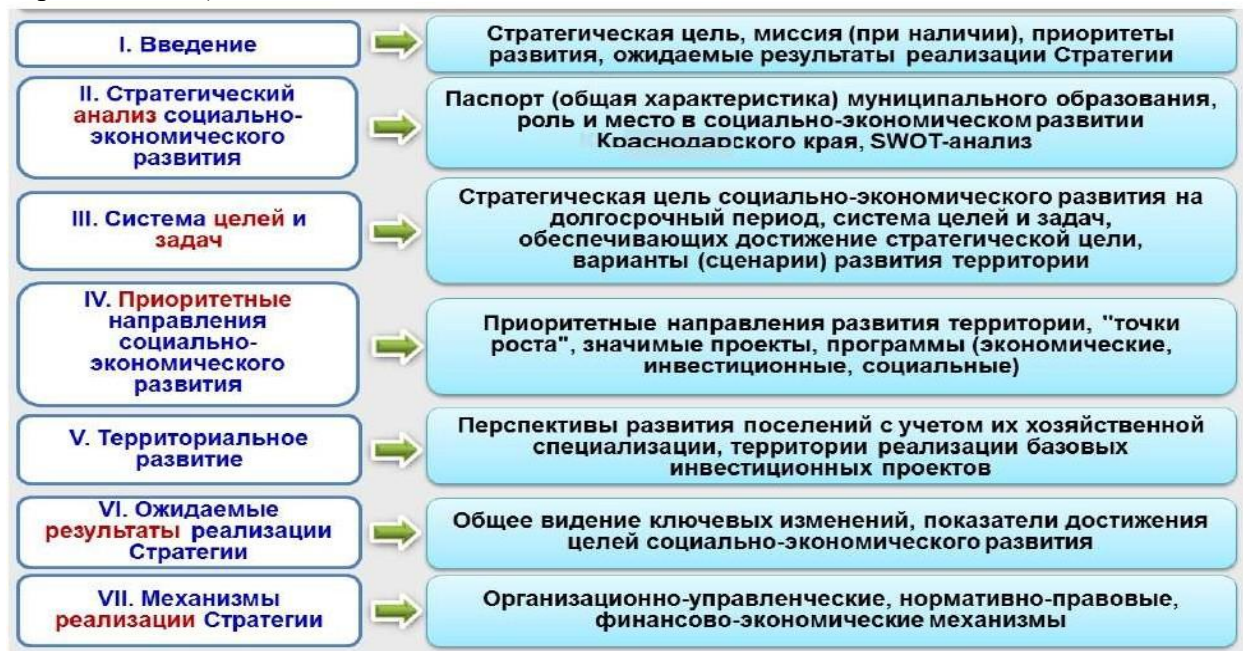 I. Введение
Стратегическая цель, миссия (при наличии), приоритеты
развития, ожидаемые результаты реализации Стратегии
II. Стратегический
анализ социально-
экономического
развития
Паспорт (общая характеристика) муниципального образования,
роль и место в социально-экономическом развитии
Краснодарского края, SWOT-анализ
III. Система целей и
задач
Стратегическая цель социально-экономического развития на
долгосрочный период, система целей и задач,
обеспечивающих достижение стратегической цели,
варианты (сценарии) развития территории
IV. Приоритетные
направления
социально-
экономического
развития
Приоритетные направления развития территории, "точки
роста", значимые проекты, программы (экономические,
инвестиционные, социальные)
V. Территориальное
развитие
Перспективы развития поселений с учетом их хозяйственной
специализации, территории реализации базовых
инвестиционных проектов
VI. Ожидаемые
результаты реализации
Стратегии
Общее видение ключевых изменений, показатели достижения
целей социально-экономического развития
VII. Механизмы
реализации Стратегии
Организационно-управленческие, нормативно-правовые,
финансово-экономические механизмы